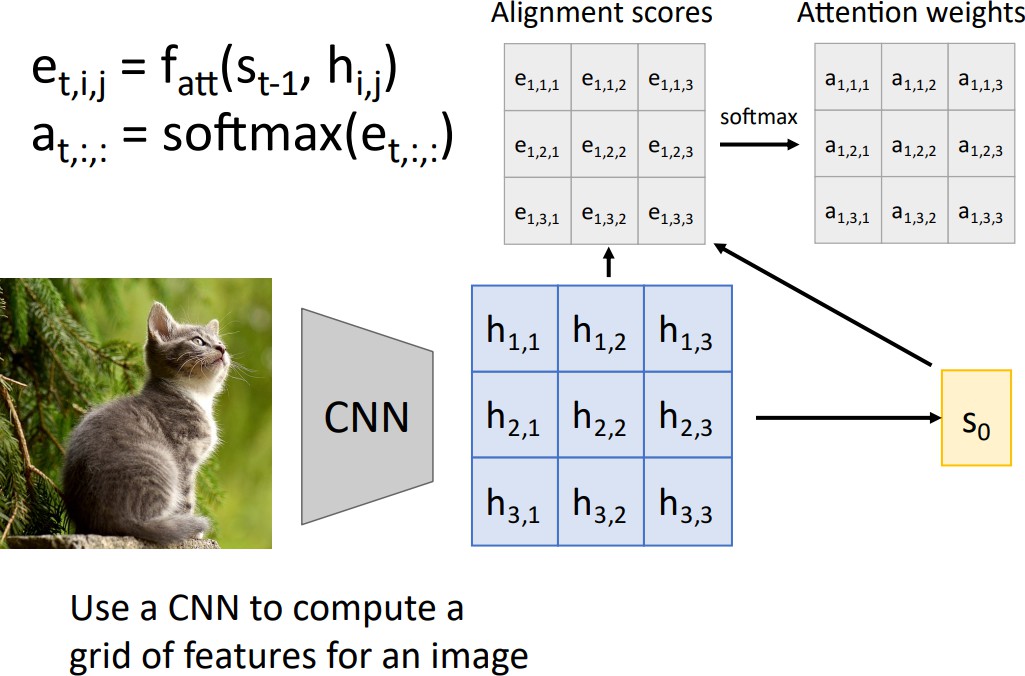 Alignment scores
Attention weights
e_{t,i,j} = f_{att}(s_{t-1}, h_{i,j})
a_{t,:,:} = softmax(e_{t,:,:})
e_{1,1,1} e_{1,1,2} e_{1,1,3}
e_{1,2,1} e_{1,2,2} e_{1,2,3}
e_{1,3,1} e_{1,3,2} e_{1,3,3}
softmax
a_{1,1,1} a_{1,1,2} a_{1,1,3}
a_{1,2,1} a_{1,2,2} a_{1,2,3}
a_{1,3,1} a_{1,3,2} a_{1,3,3}
CNN
h_{1,1} h_{1,2} h_{1,3}
h_{2,1} h_{2,2} h_{2,3}
h_{3,1} h_{3,2} h_{3,3}
s_0
Use a CNN to compute a
grid of features for an image